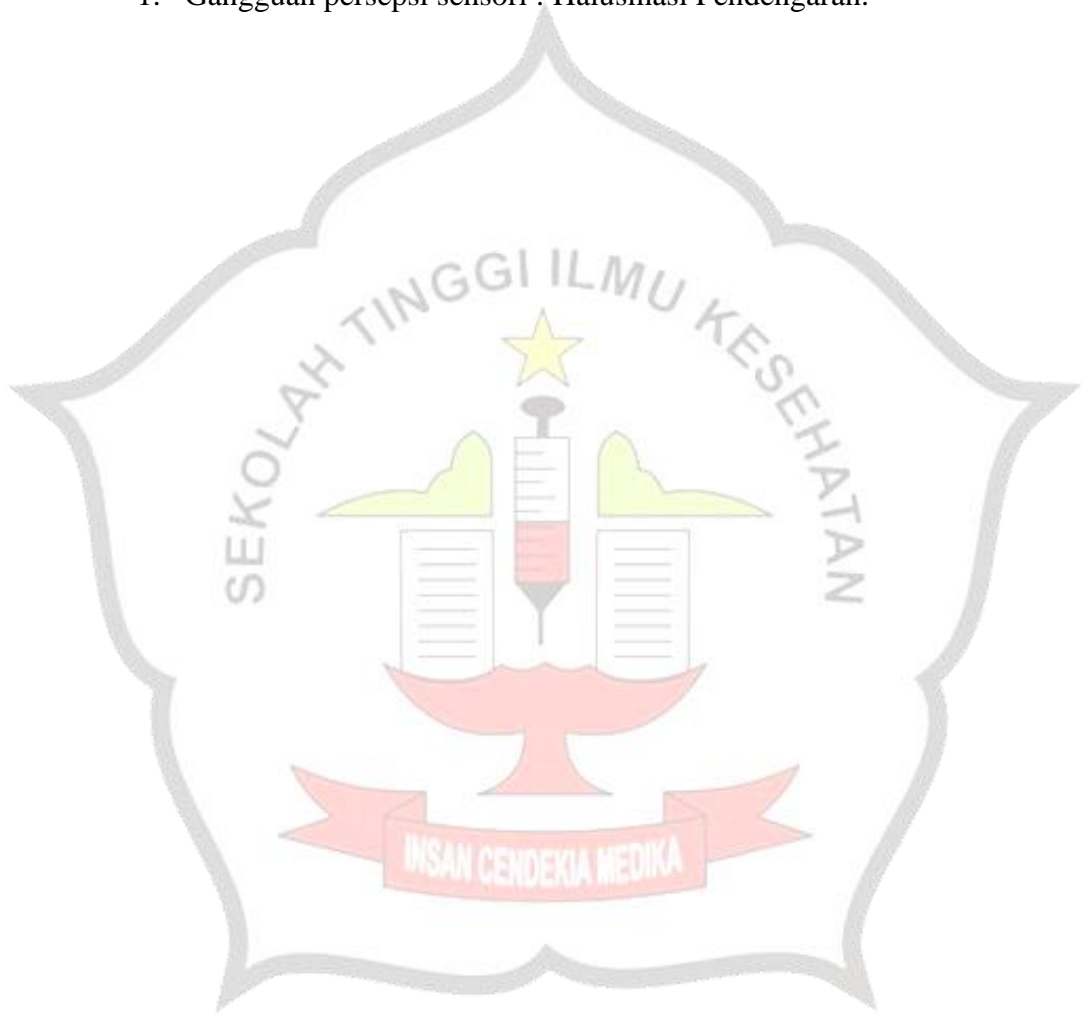 1. Gangguan persepsi sensori : Halusinasi Pendengaran.
SEKOLAH TINGGI ILMU KESEHATAN
INSAN CENDEKIA MEDIKA